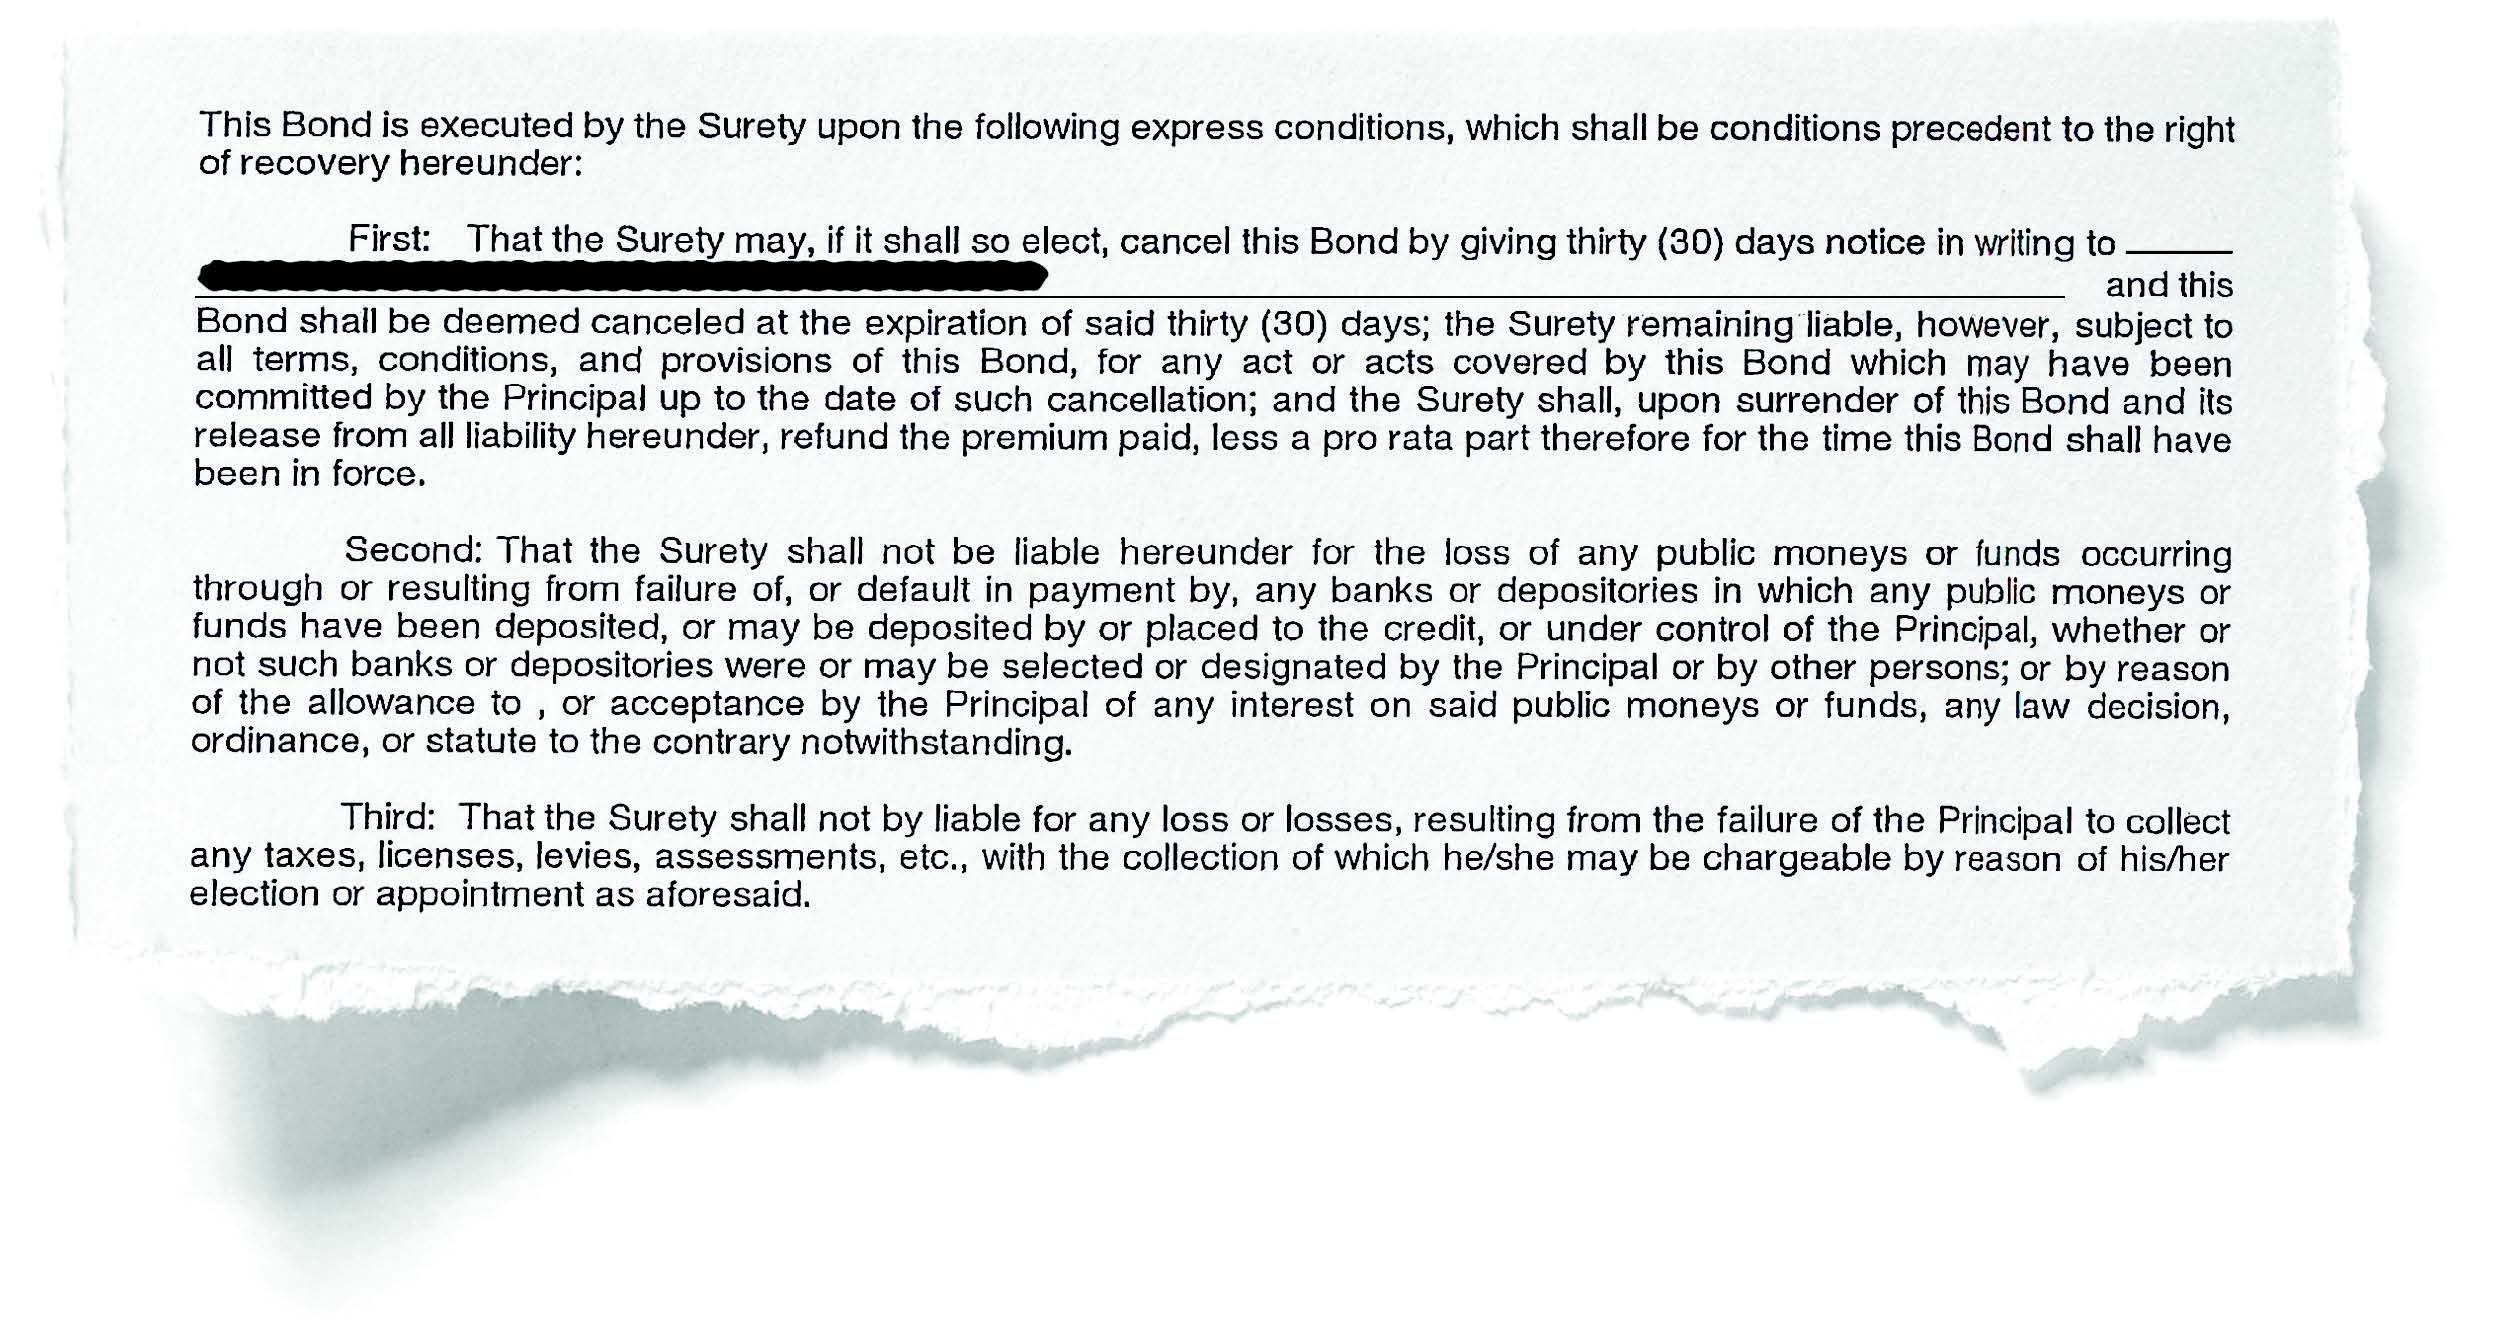 This Bond is executed by the Surety upon the following express conditions, which shall be conditions precedent to the right
of recovery hereunder:
First: That the Surety may, if it shall so elect, cancel this Bond by giving thirty (30) days notice in writing to
and this
Bond shall be deemed canceled at the expiration of said thirty (30) days; the Surety remaining liable, however, subject to
all terms, conditions, and provisions of this Bond, for any act or acts covered by this Bond which may have been
committed by the Principal up to the date of such cancellation; and the Surety shall, upon surrender of this Bond and its
release from all liability hereunder, refund the premium paid, less a pro rata part therefore for the time this Bond shall have
been in force.
Second: That the Surety shall not be liable hereunder for the loss of any public moneys or funds occurring
through or resulting from failure of, or default in payment by, any banks or depositories in which any public moneys or
funds have been deposited, or may be deposited by or placed to the credit, or under control of the Principal, whether or
not such banks or depositories were or may be selected or designated by the Principal or by other persons; or by reason
of the allowance to , or acceptance by the Principal of any interest on said public moneys or funds, any law decision,
ordinance, or statute to the contrary notwithstanding.
Third: That the Surety shall not by liable for any loss or losses, resulting from the failure of the Principal to collect
any taxes, licenses, levies, assessments, etc., with the collection of which he/she may be chargeable by reason of his/her
election or appointment as aforesaid.